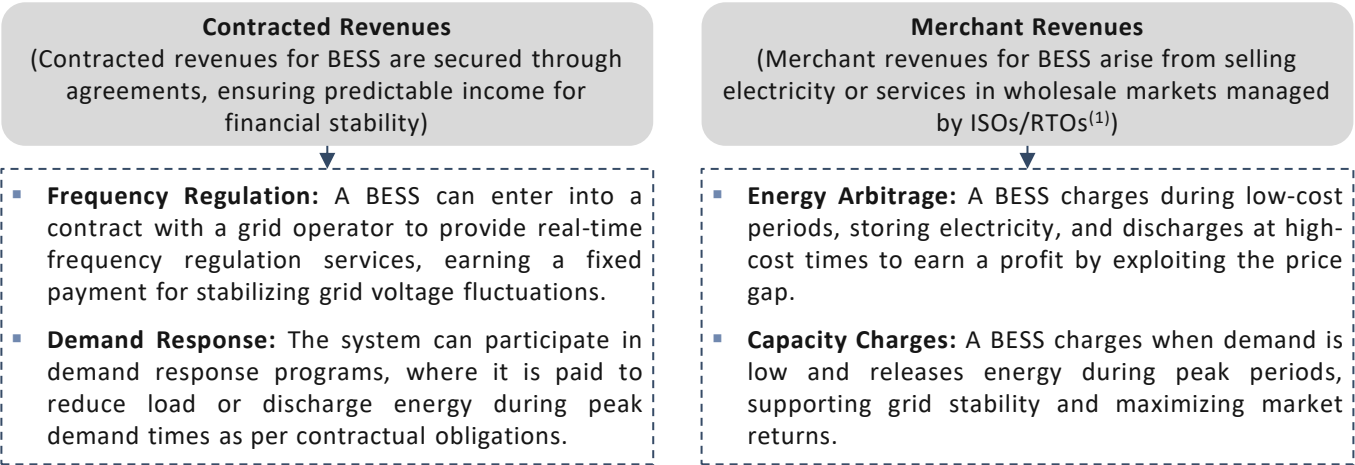 Contracted Revenues
(Contracted revenues for BESS are secured through
agreements, ensuring predictable income for
financial stability)
▪ Frequency Regulation: A BESS can enter into a
contract with a grid operator to provide real-time
frequency regulation services, earning a fixed
payment for stabilizing grid voltage fluctuations.
▪ Demand Response: The system can participate in
demand response programs, where it is paid to
reduce load or discharge energy during peak
demand times as per contractual obligations.
Merchant Revenues
(Merchant revenues for BESS arise from selling
electricity or services in wholesale markets managed
by ISOs/RTOs(1))
▪ Energy Arbitrage: A BESS charges during low-cost
periods, storing electricity, and discharges at high-
cost times to earn a profit by exploiting the price
gap.
▪ Capacity Charges: A BESS charges when demand is
low and releases energy during peak periods,
supporting grid stability and maximizing market
returns.